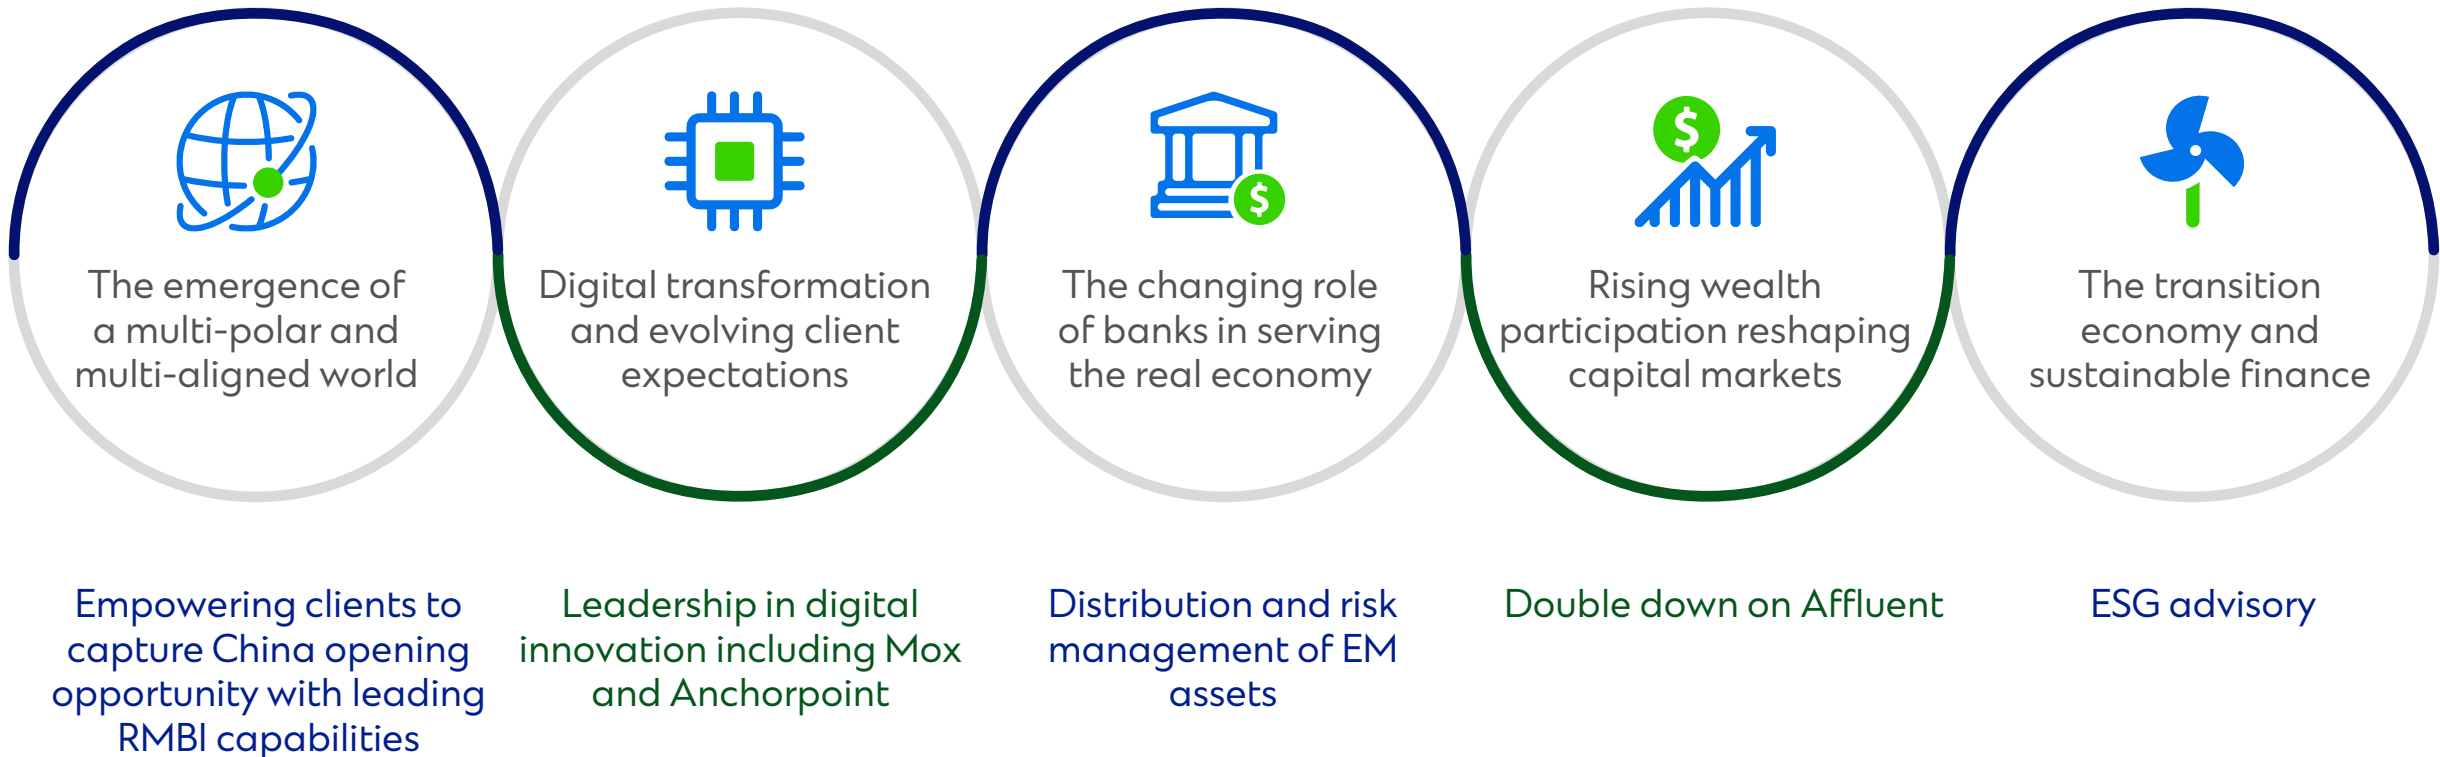 The emergence of
a multi-polar and
multi-aligned world
Digital transformation
and evolving client
expectations
The changing role
of banks in serving
the real economy
Rising wealth
participation reshaping
capital markets
The transition
economy and
sustainable finance
Empowering clients to
capture China opening
opportunity with leading
RMBI capabilities
Leadership in digital
innovation including Mox
and Anchorpoint
Distribution and risk
management of EM
assets
Double down on Affluent
ESG advisory